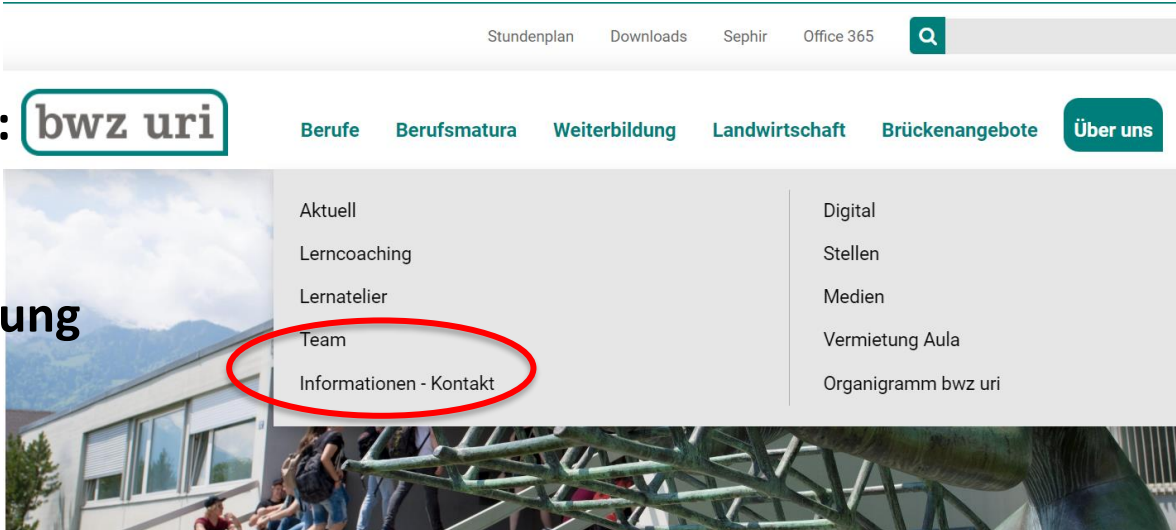 Stundenplan Downloads Sephir Office 365
: bwz uri Berufe Berufsmatura Weiterbildung Landwirtschaft Brückenangebote Über uns
Aktuell
Lerncoaching
Lernatelier
Team
Informationen - Kontakt
Digital
Stellen
Medien
Vermietung Aula
Organigramm bwz uri
ung